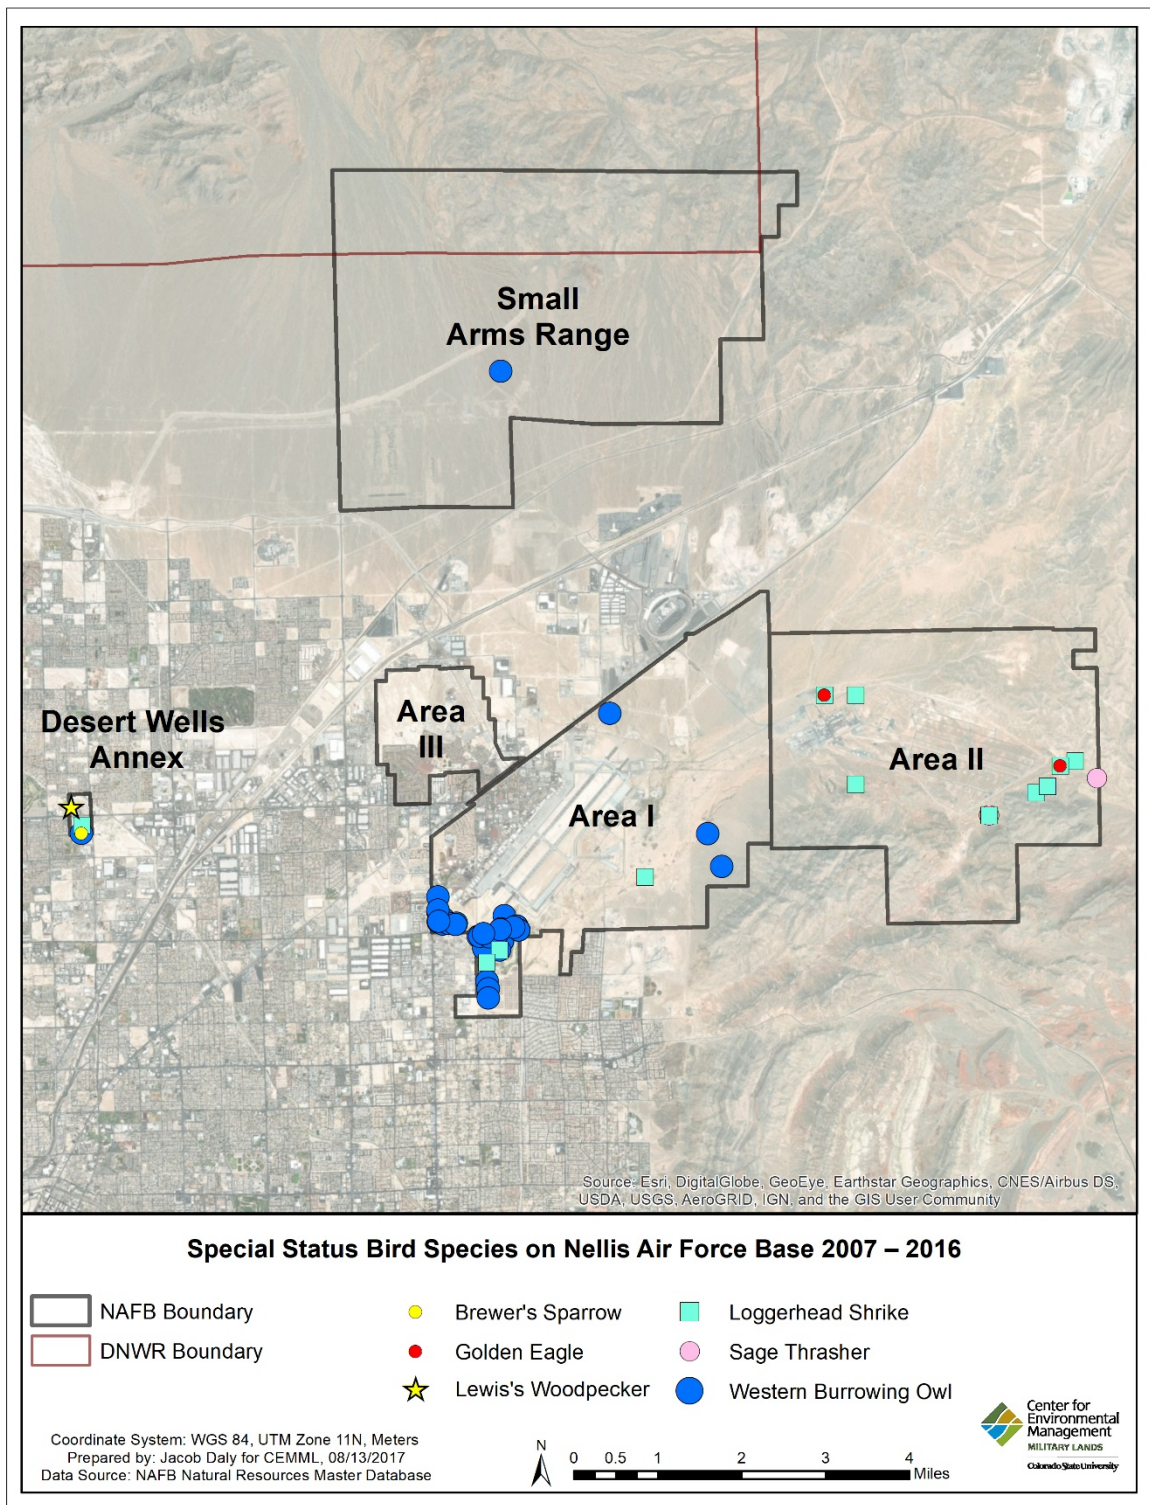 Small
Arms Range
Desert Wells
Annex
Area
III
Area I
Area II
Source: Esri, DigitalGlobe, GeoEye, Earthstar Geographics, CNES/Airbus DS,
USDA, USGS, AeroGRID, IGN, and the GIS User Community
Special Status Bird Species on Nellis Air Force Base 2007 – 2016
NAFB Boundary
DNWR Boundary
Brewer's Sparrow
Golden Eagle
Lewis's Woodpecker
Loggerhead Shrike
Sage Thrasher
Western Burrowing Owl
Coordinate System: WGS 84, UTM Zone 11N, Meters
Prepared by: Jacob Daly for CEMML, 08/13/2017
Data Source: NAFB Natural Resources Master Database
N
0 0.5 1 2 3 4
Miles
Center for
Environmental
Management
MILITARY LANDS
Colorado State University